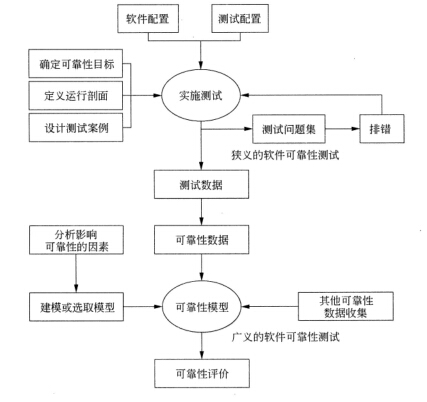 软件配置
测试配置
确定可靠性目标
定义运行剖面
设计测试案例
实施测试
测试问题集
排错
狭义的软件可靠性测试
测试数据
可靠性数据
分析影响
可靠性的因素
建模或选取模型
可靠性模型
其他可靠性
数据收集
广义的软件可靠性测试
可靠性评价